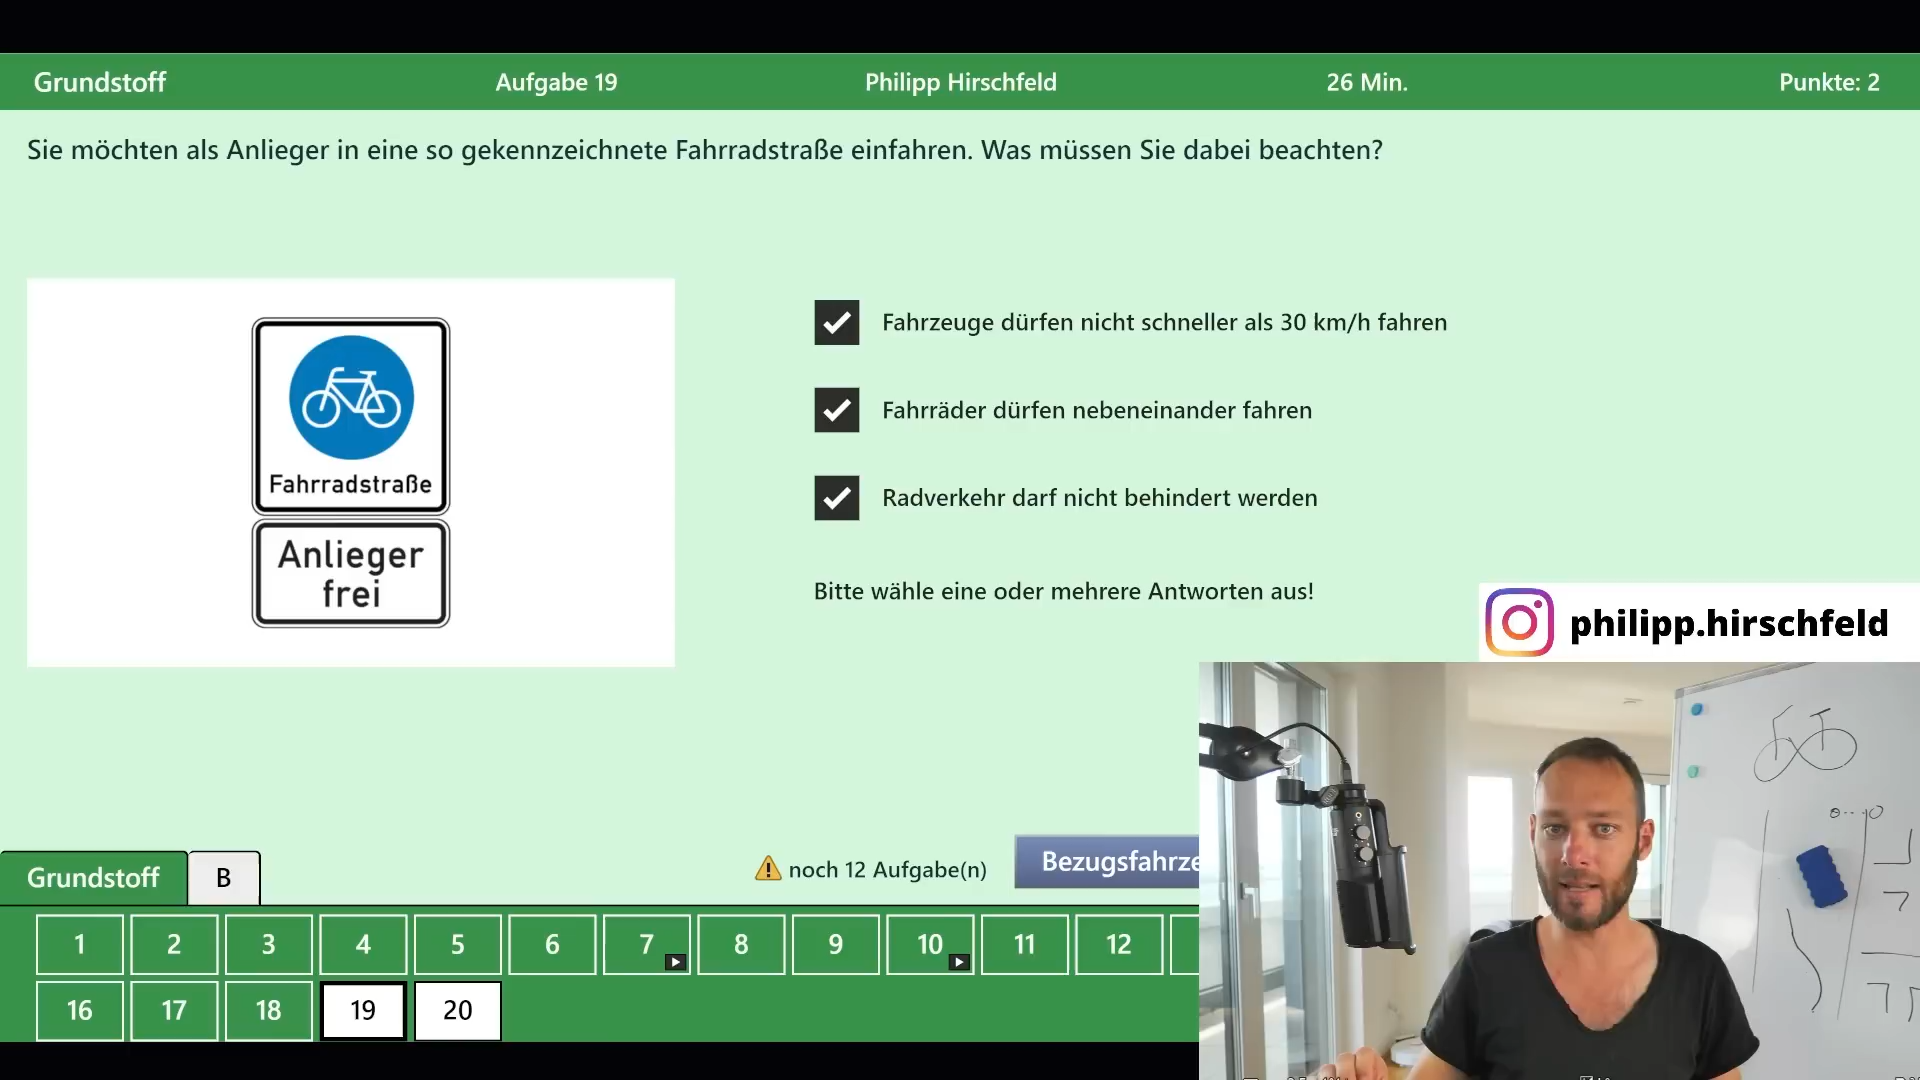 Grundstoff
Aufgabe 19
Philipp Hirschfeld
26 Min.
Punkte: 2
Sie möchten als Anlieger in eine so gekennzeichnete Fahrradstraße einfahren. Was müssen Sie dabei beachten?
Fahrradstraße
Anlieger
frei
Fahrzeuge dürfen nicht schneller als 30 km/h fahren
Fahrräder dürfen nebeneinander fahren
Radverkehr darf nicht behindert werden
Bitte wähle eine oder mehrere Antworten aus!
philipp.hirschfeld
Grundstoff
B
noch 12 Aufgabe(n)
1 2 3 4 5 6 7 8 9 10 11 12
16 17 18 19 20